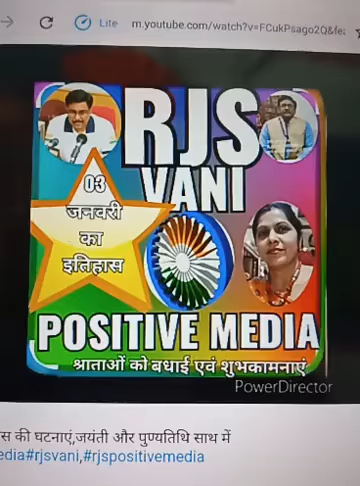 Lite m.youtube.com/watch?v=FCukPsago2Q&fe
RJS
VANI
03
जनवरी
का
इतिहास
POSITIVE MEDIA
श्राताओं को बधाई एवं शुभकामनाएं
PowerDirector
स की घटनाएं,जयंती और पुण्यतिथि साथ में
edia#rjsvani,#rjspositivemedia